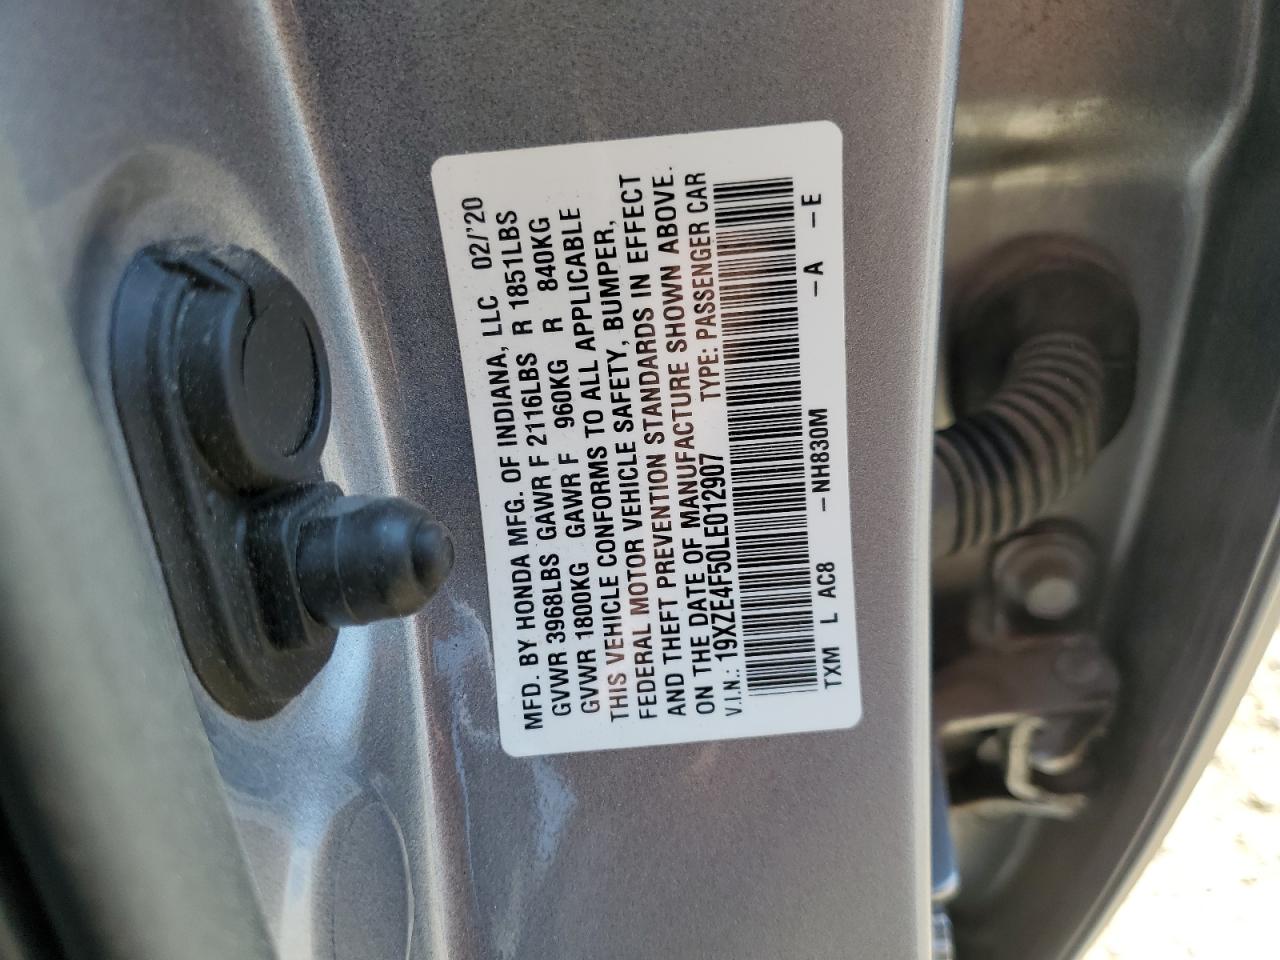 MFD. BY HONDA MFG. OF INDIANA, LLC 02/'20
GVWR 3968LBS GAWR F 2116LBS R 1851LBS
GVWR 1800KG GAWR F 960KG R 840KG
THIS VEHICLE CONFORMS TO ALL APPLICABLE
FEDERAL MOTOR VEHICLE SAFETY, BUMPER,
AND THEFT PREVENTION STANDARDS IN EFFECT
ON THE DATE OF MANUFACTURE SHOWN ABOVE.
V.I.N.: 19XZE4F50LE012907 TYPE: PASSENGER CAR
TXM L AC8 -NH830M -A -E